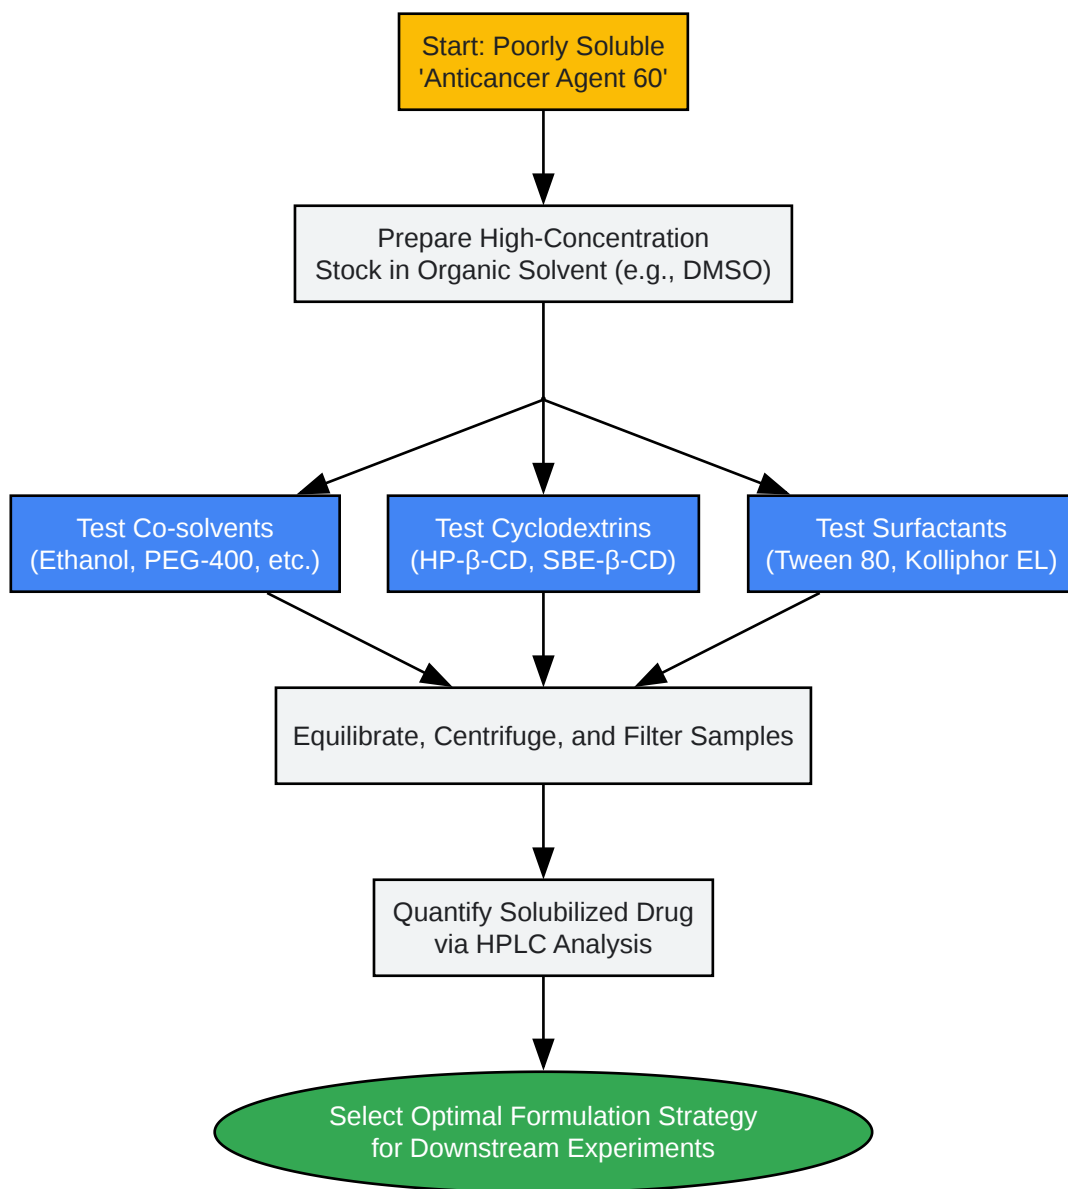 Start: Poorly Soluble
'Anticancer Agent 60'
Prepare High-Concentration
Stock in Organic Solvent (e.g., DMSO)
Test Co-solvents
(Ethanol, PEG-400, etc.)
Test Cyclodextrins
(HP-β-CD, SBE-β-CD)
Test Surfactants
(Tween 80, Kolliphor EL)
Equilibrate, Centrifuge, and Filter Samples
Quantify Solubilized Drug
via HPLC Analysis
Select Optimal Formulation Strategy
for Downstream Experiments